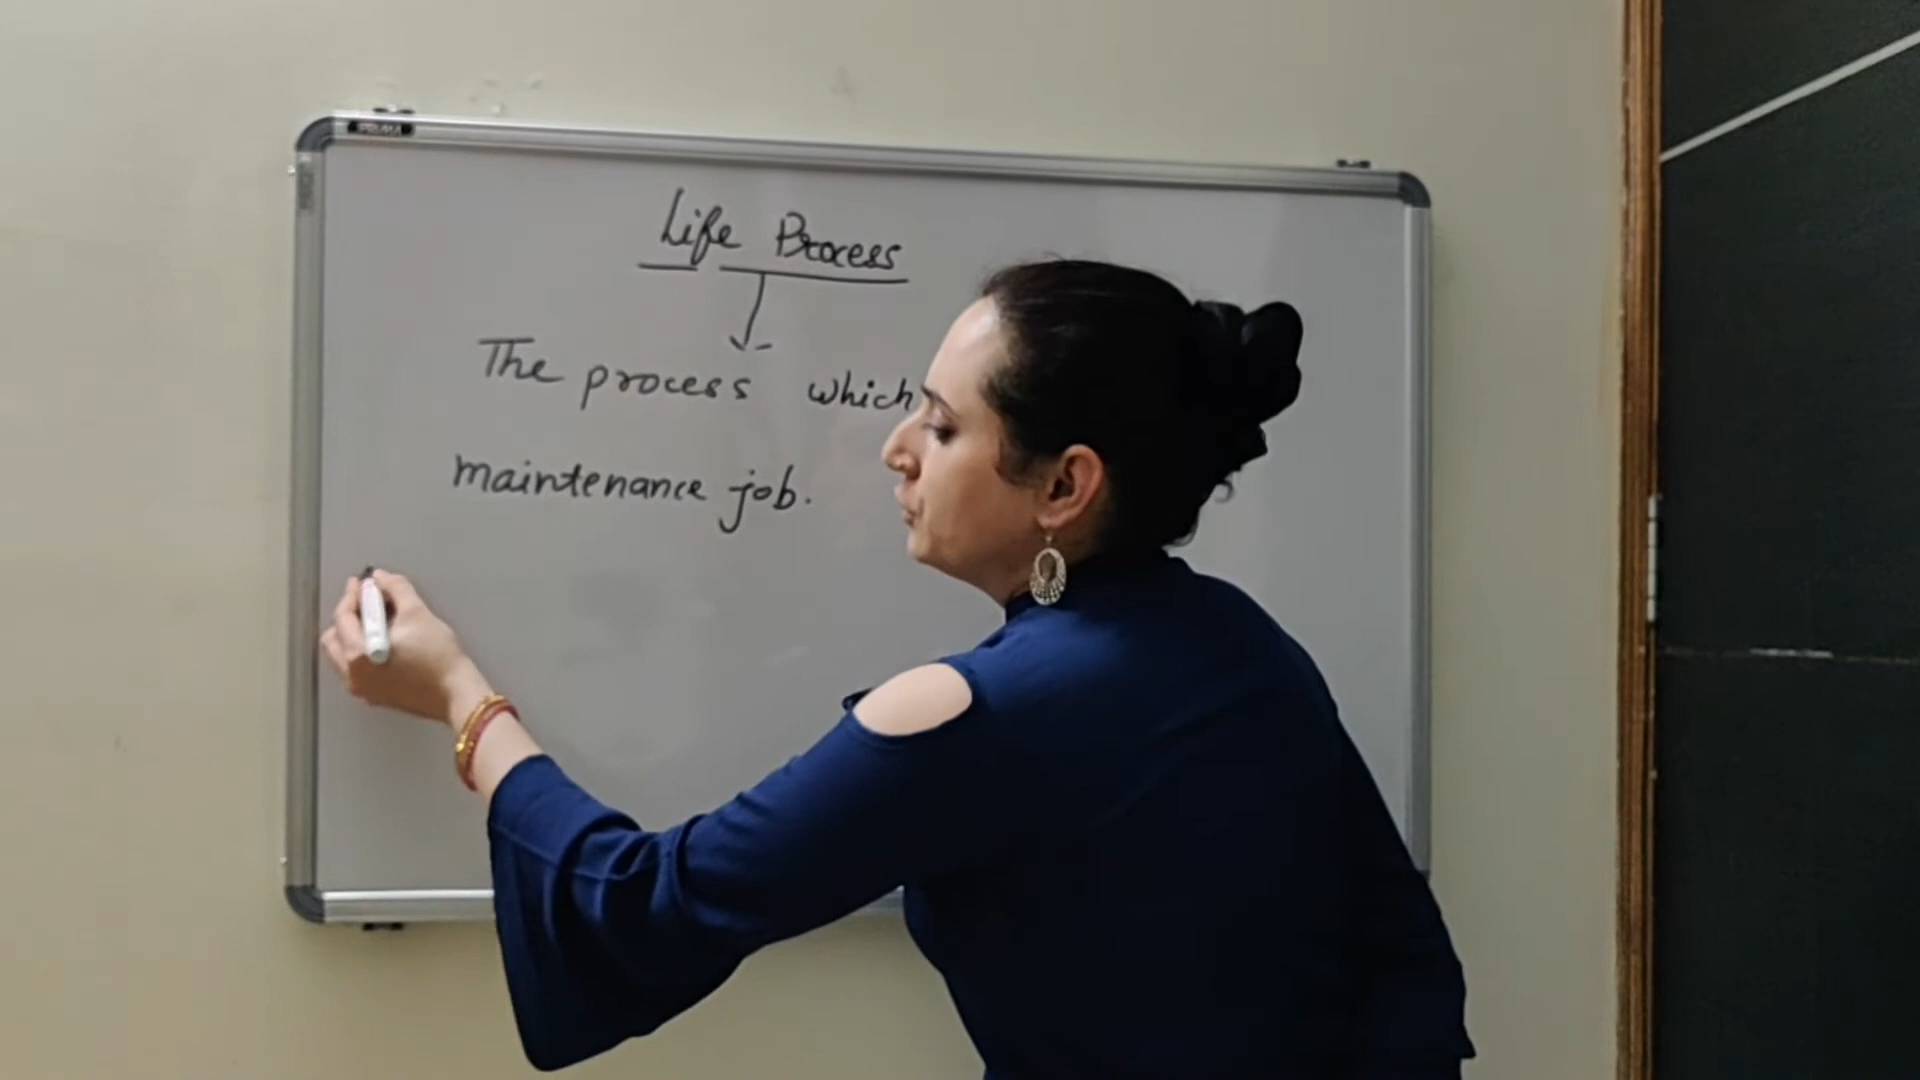 Life Process
The process which
maintenance job.